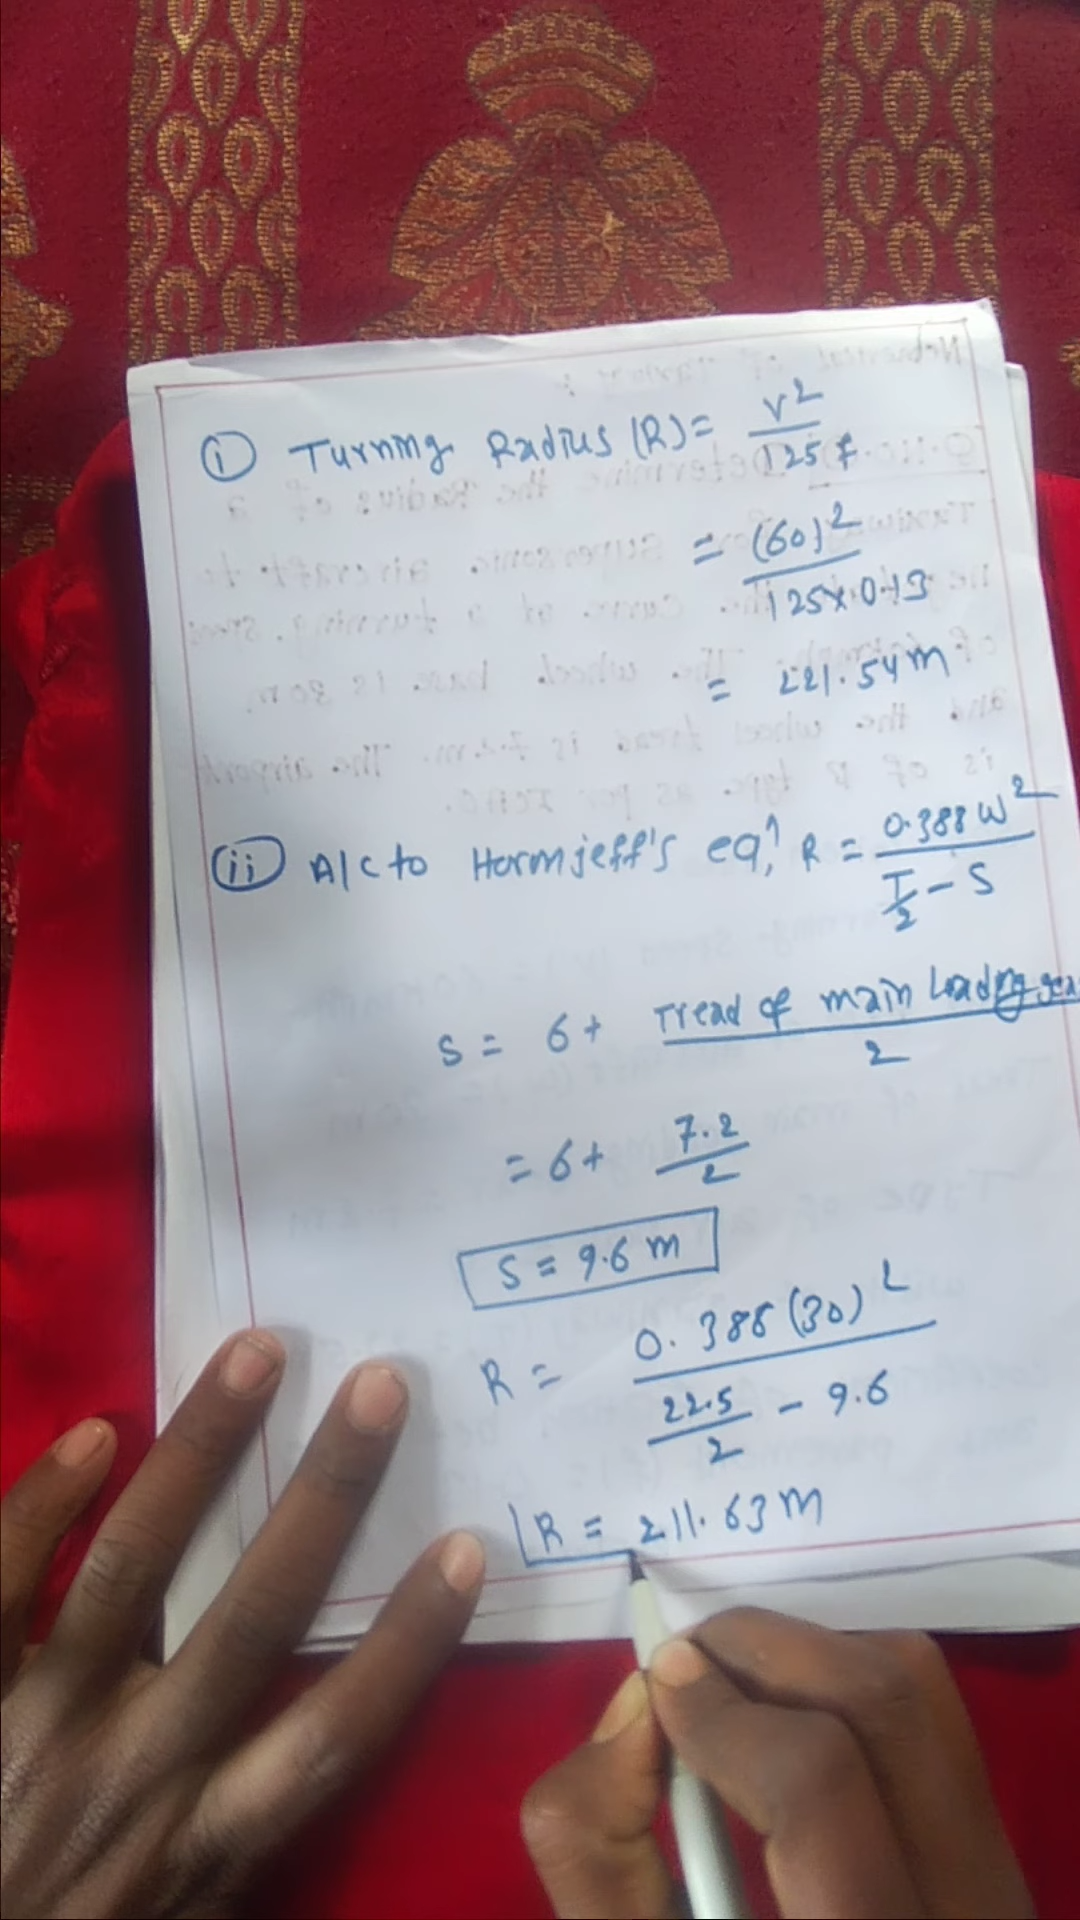 (i) Turning Radius (R) = V² / 125 f
= (60)² / 125 x 0.13
= 221.54 m
(ii) A/c to Hormjeff's eqⁿ, R = 0.388 W² / (T/2 - S)
S = 6 + Tread of main Loading gea / 2
= 6 + 7.2 / 2
S = 9.6 m
R = 0.388 (30)² / (22.5/2 - 9.6)
R = 211.63 m